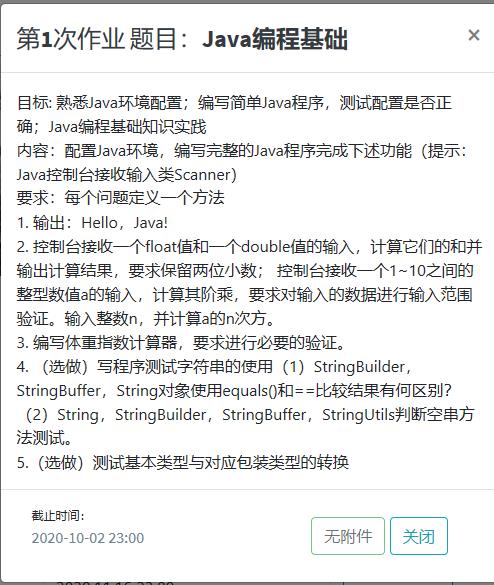 第1次作业 题目：Java编程基础
×
目标: 熟悉Java环境配置；编写简单Java程序，测试配置是否正
确；Java编程基础知识实践
内容：配置Java环境，编写完整的Java程序完成下述功能（提示：
Java控制台接收输入类Scanner）
要求：每个问题定义一个方法
1. 输出：Hello，Java!
2. 控制台接收一个float值和一个double值的输入，计算它们的和并
输出计算结果，要求保留两位小数； 控制台接收一个1~10之间的
整型数值a的输入，计算其阶乘，要求对输入的数据进行输入范围
验证。输入整数n，并计算a的n次方。
3. 编写体重指数计算器，要求进行必要的验证。
4. （选做）写程序测试字符串的使用（1）StringBuilder，
StringBuffer，String对象使用equals()和==比较结果有何区别？
（2）String，StringBuilder，StringBuffer，StringUtils判断空串方
法测试。
5.（选做）测试基本类型与对应包装类型的转换
截止时间：
2020-10-02 23:00
无附件
关闭